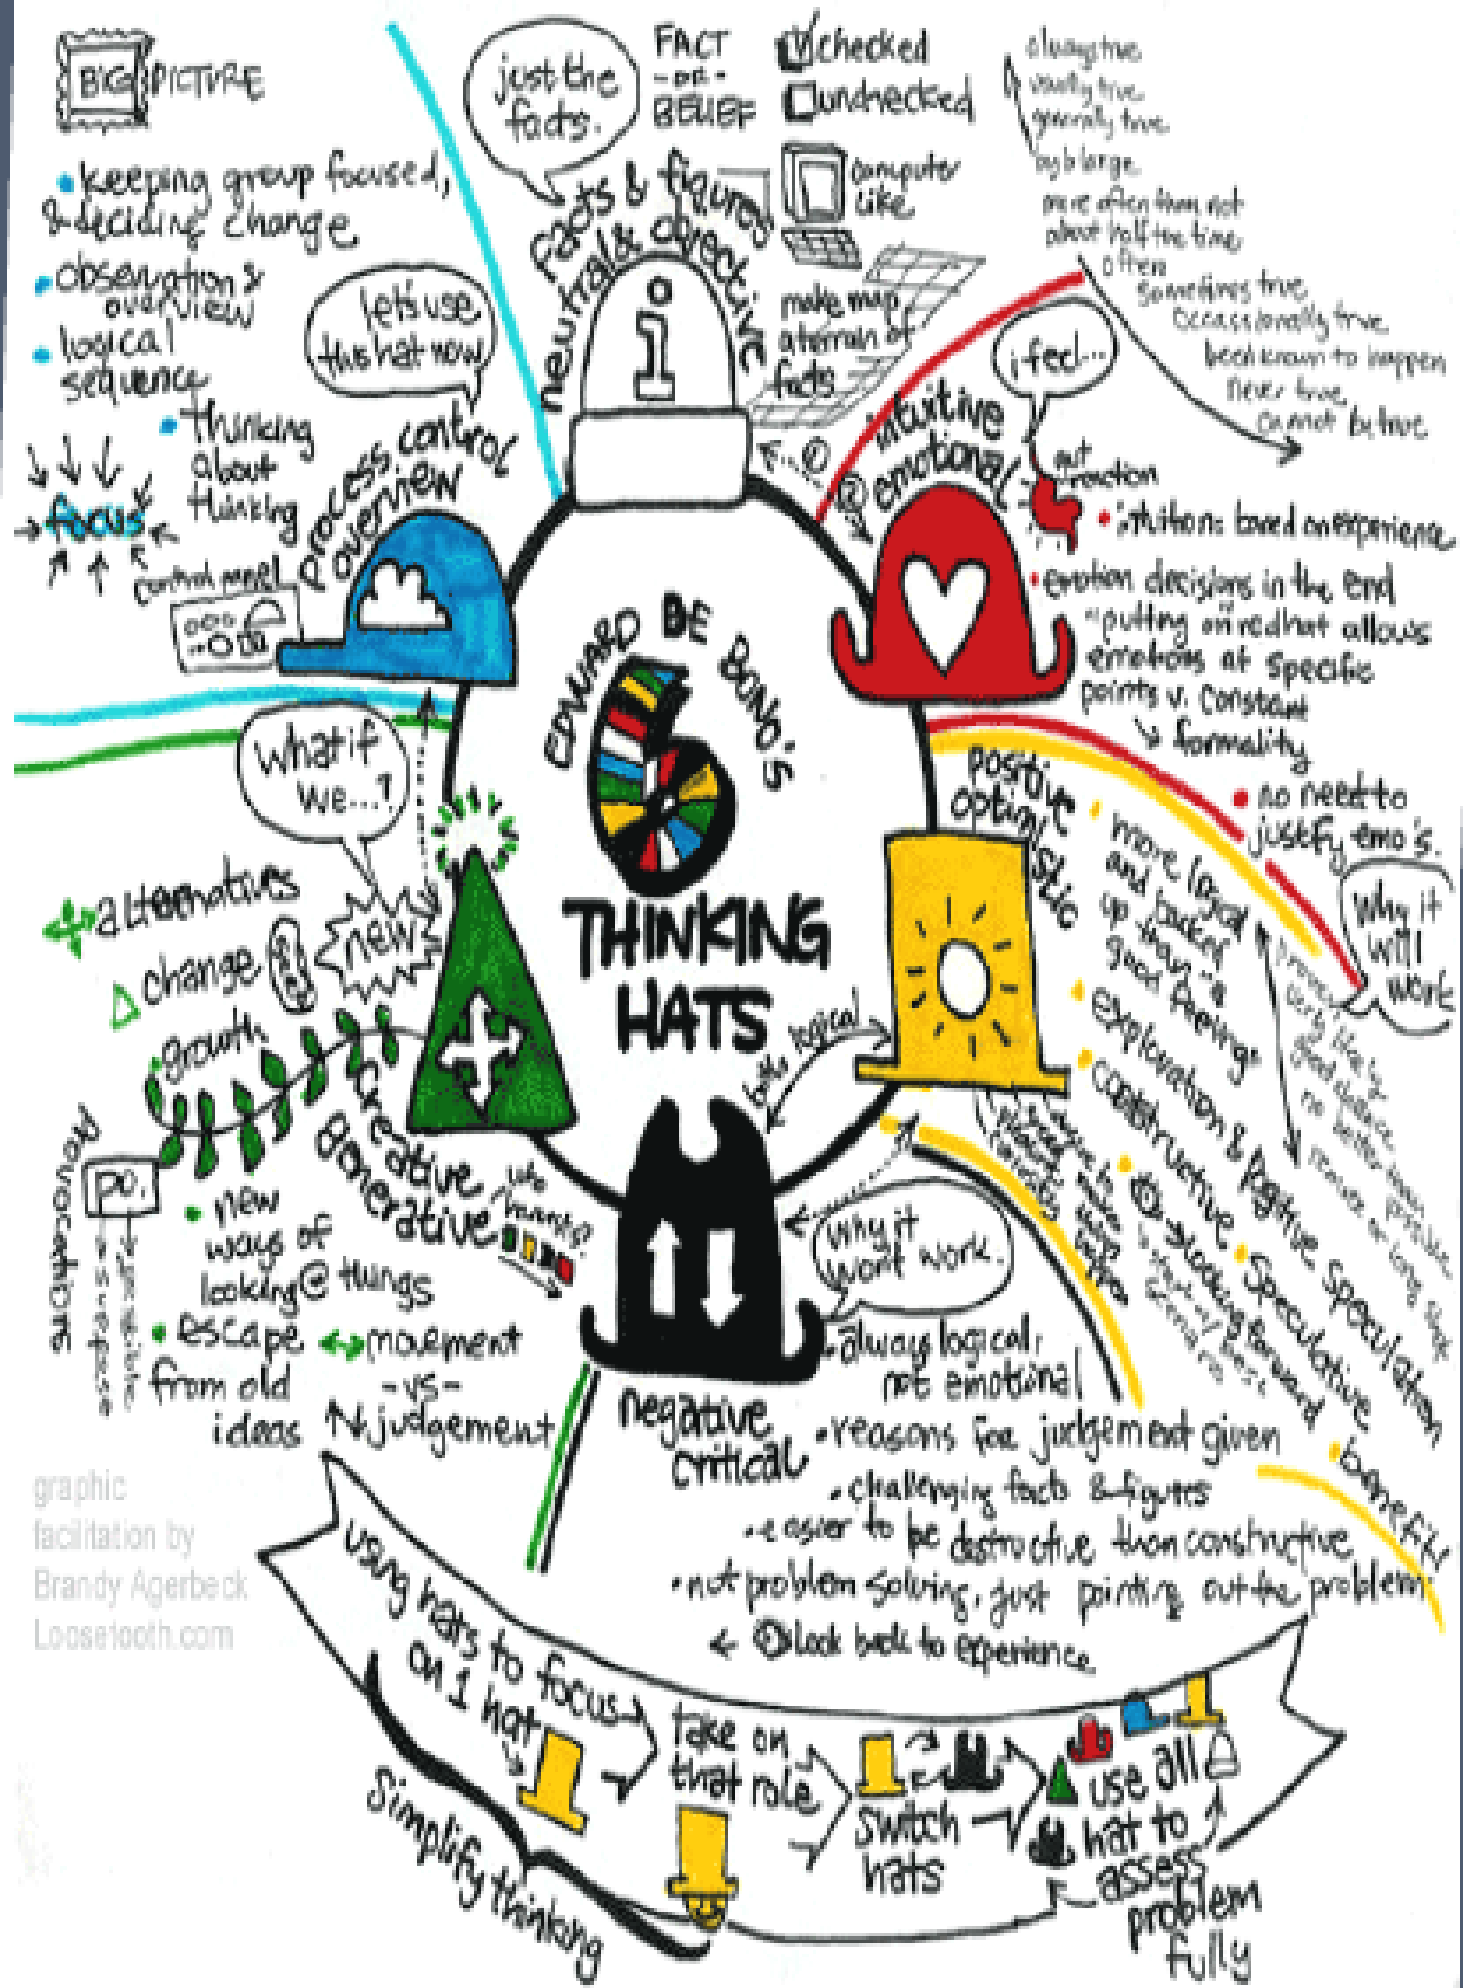 BIG PICTURE
• keeping group focused,
& deciding change
• observation &
overview
• logical
sequence
• thinking
about
thinking
focus
control panel
let's use
this hat now
process control
overview
just the
facts.
FACT
-OR-
BELIEF
checked
undrecked
computer
like
facts & figures
neutral & objective
i
make map
a terrain of
facts
always true
usually true
generally true
by & large
more often than not
about half the time
often
sometimes true
occassionally true
been known to happen
never true
cannot be true
i feel...
intuitive
emotional
gut
reaction
• intuition: based on experience
• emotion decisions in the end
"putting on" red hat allows
emotions at specific
points v. constant
formality
• no need to
justify emo's.
EDWARD DE BONO'S
6
THINKING
HATS
positive
optimistic
• more logical
and backed
up than
good feelings
• exploration & positive speculation
• constructive
• speculative
looking forward
• benefits
Why it
will
work
both logical
What if
we...?
alternatives
change
new
• growth
creative
generative
provocations
po.
• new
ways of
looking @ things
• escape
from old
ideas
movement
-vs-
judgement
Why it
wont work.
negative
critical
• always logical,
not emotional
• reasons for judgement given
• challenging facts & figures
• easier to be destructive than constructive
• not problem solving, just pointing out the problem
← look back to experience
graphic
facilitation by
Brandy Agerbeck
Loosetooth.com
using hats to focus
on 1 hat
take on
that role
switch
hats
use all
hat to
assess
problem
fully
Simplify thinking